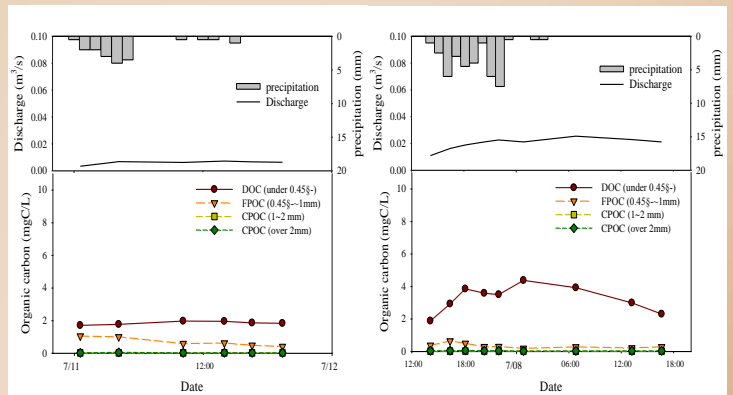 0.10
0.08
0.06
0.04
0.02
0.00
Discharge (m3/s)
0
5
10
15
20
precipitation (mm)
precipitation
Discharge
10
8
6
4
2
0
Organic carbon (mgC/L)
DOC (under 0.45§-)
FPOC (0.45§-~1mm)
CPOC (1~2 mm)
CPOC (over 2mm)
7/11 12:00 7/12
Date
0.10
0.08
0.06
0.04
0.02
0.00
Discharge (m3/s)
0
5
10
15
20
precipitation (mm)
precipitation
Discharge
10
8
6
4
2
0
Organic carbon (mgC/L)
DOC (under 0.45§-)
FPOC (0.45§-~1mm)
CPOC (1~2 mm)
CPOC (over 2mm)
12:00 18:00 7/08 06:00 12:00 18:00
Date